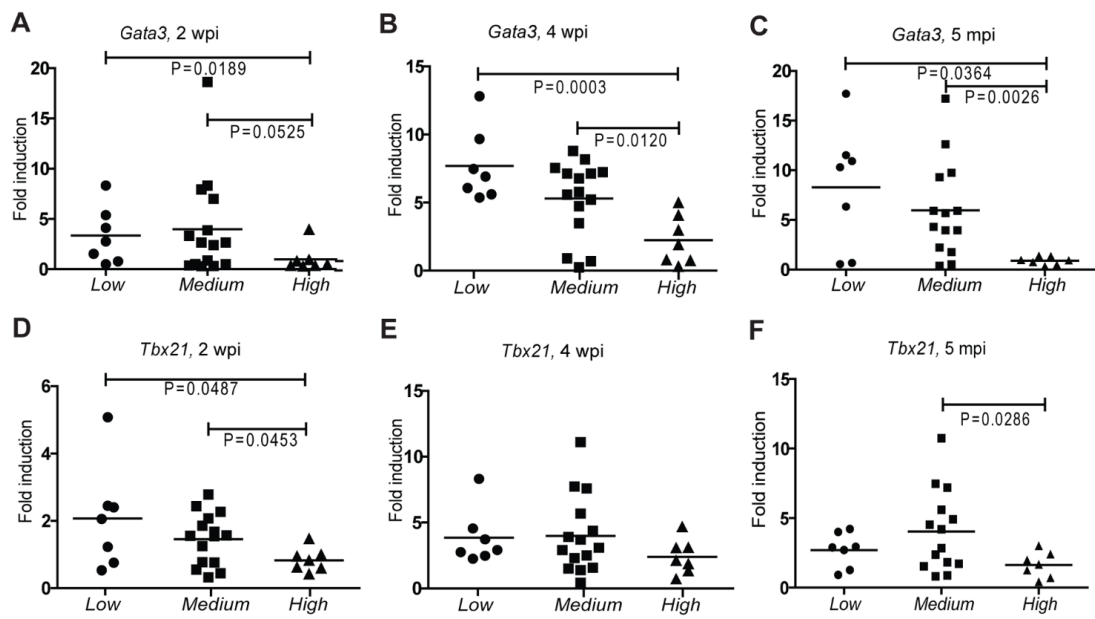 A
Gata3, 2 wpi
P=0.0189
P=0.0525
Fold induction
20
15
10
5
0
Low Medium High
B
Gata3, 4 wpi
P=0.0003
P=0.0120
Fold induction
15
10
5
0
Low Medium High
C
Gata3, 5 mpi
P=0.0364
P=0.0026
Fold induction
20
15
10
5
0
Low Medium High
D
Tbx21, 2 wpi
P=0.0487
P=0.0453
Fold induction
6
4
2
0
Low Medium High
E
Tbx21, 4 wpi
Fold induction
15
10
5
0
Low Medium High
F
Tbx21, 5 mpi
P=0.0286
Fold induction
15
10
5
0
Low Medium High